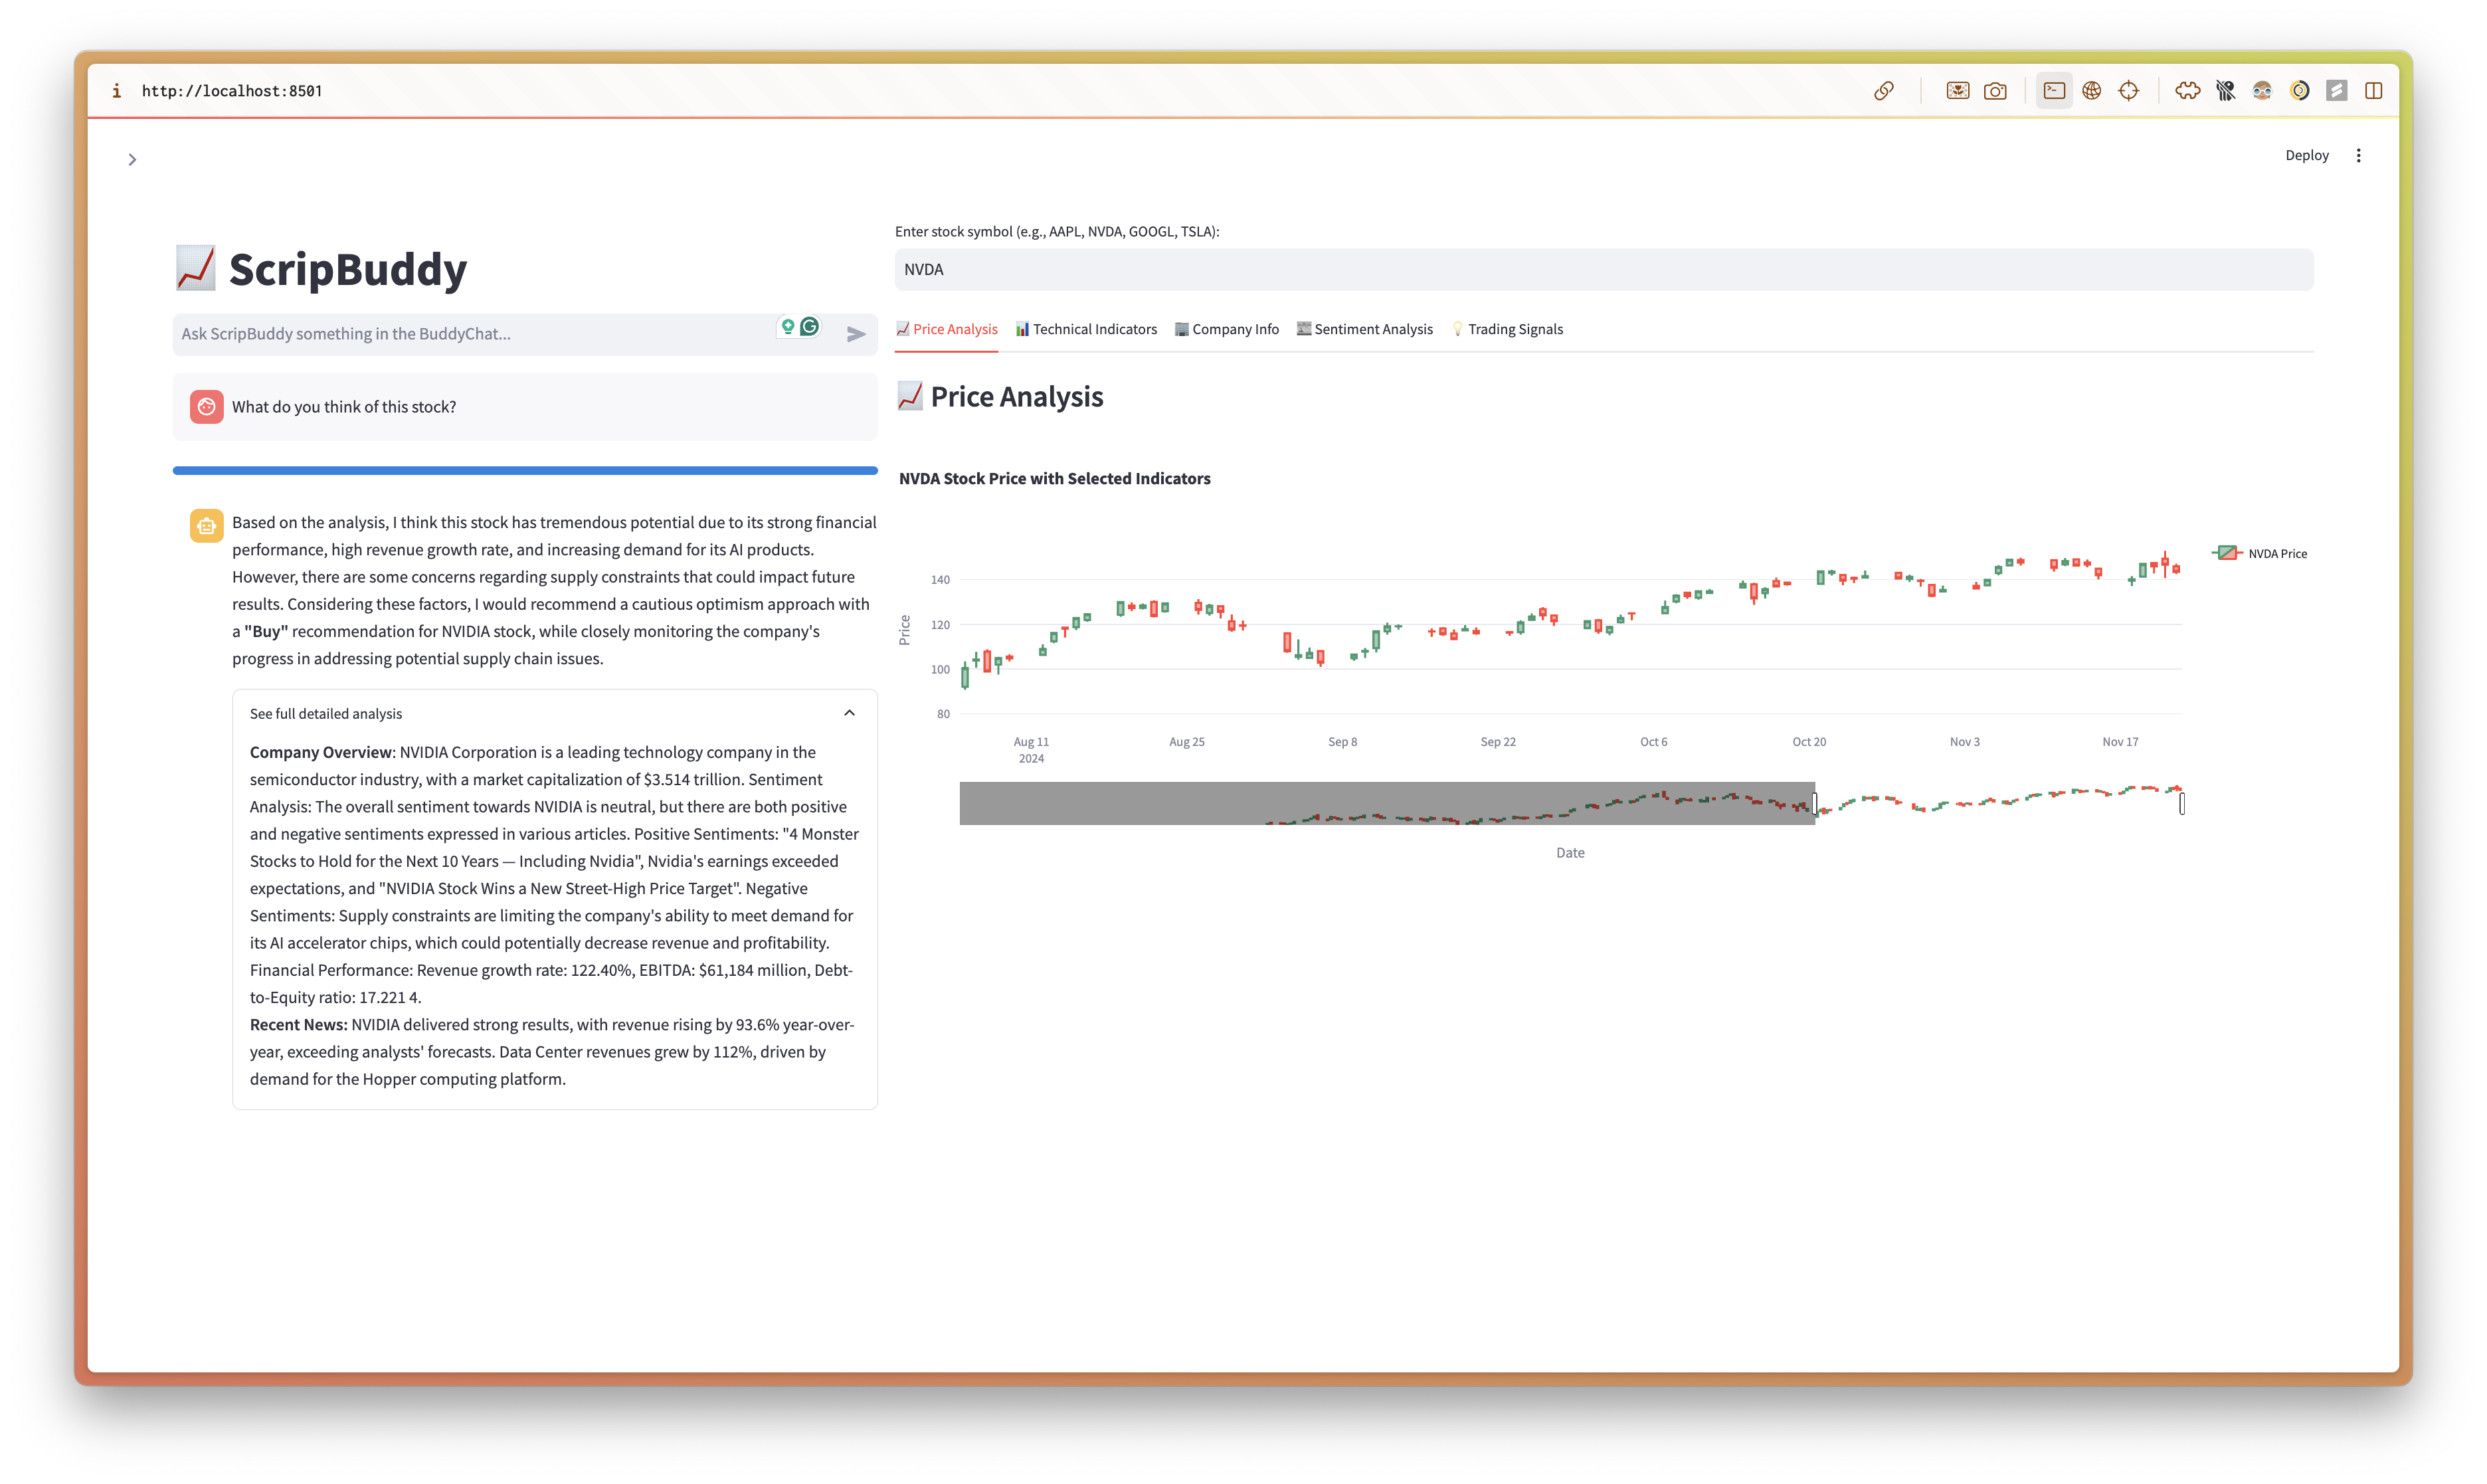 i http://localhost:8501
Deploy
ScripBuddy
Ask ScripBuddy something in the BuddyChat...
What do you think of this stock?
Based on the analysis, I think this stock has tremendous potential due to its strong financial
performance, high revenue growth rate, and increasing demand for its AI products.
However, there are some concerns regarding supply constraints that could impact future
results. Considering these factors, I would recommend a cautious optimism approach with
a "Buy" recommendation for NVIDIA stock, while closely monitoring the company's
progress in addressing potential supply chain issues.
See full detailed analysis
Company Overview: NVIDIA Corporation is a leading technology company in the
semiconductor industry, with a market capitalization of $3.514 trillion. Sentiment
Analysis: The overall sentiment towards NVIDIA is neutral, but there are both positive
and negative sentiments expressed in various articles. Positive Sentiments: "4 Monster
Stocks to Hold for the Next 10 Years — Including Nvidia", Nvidia's earnings exceeded
expectations, and "NVIDIA Stock Wins a New Street-High Price Target". Negative
Sentiments: Supply constraints are limiting the company's ability to meet demand for
its AI accelerator chips, which could potentially decrease revenue and profitability.
Financial Performance: Revenue growth rate: 122.40%, EBITDA: $61,184 million, Debt-
to-Equity ratio: 17.221 4.
Recent News: NVIDIA delivered strong results, with revenue rising by 93.6% year-over-
year, exceeding analysts' forecasts. Data Center revenues grew by 112%, driven by
demand for the Hopper computing platform.
Enter stock symbol (e.g., AAPL, NVDA, GOOGL, TSLA):
NVDA
Price Analysis Technical Indicators Company Info Sentiment Analysis Trading Signals
Price Analysis
NVDA Stock Price with Selected Indicators
NVDA Price
Price
140
120
100
80
Aug 11 Aug 25 Sep 8 Sep 22 Oct 6 Oct 20 Nov 3 Nov 17
2024
Date